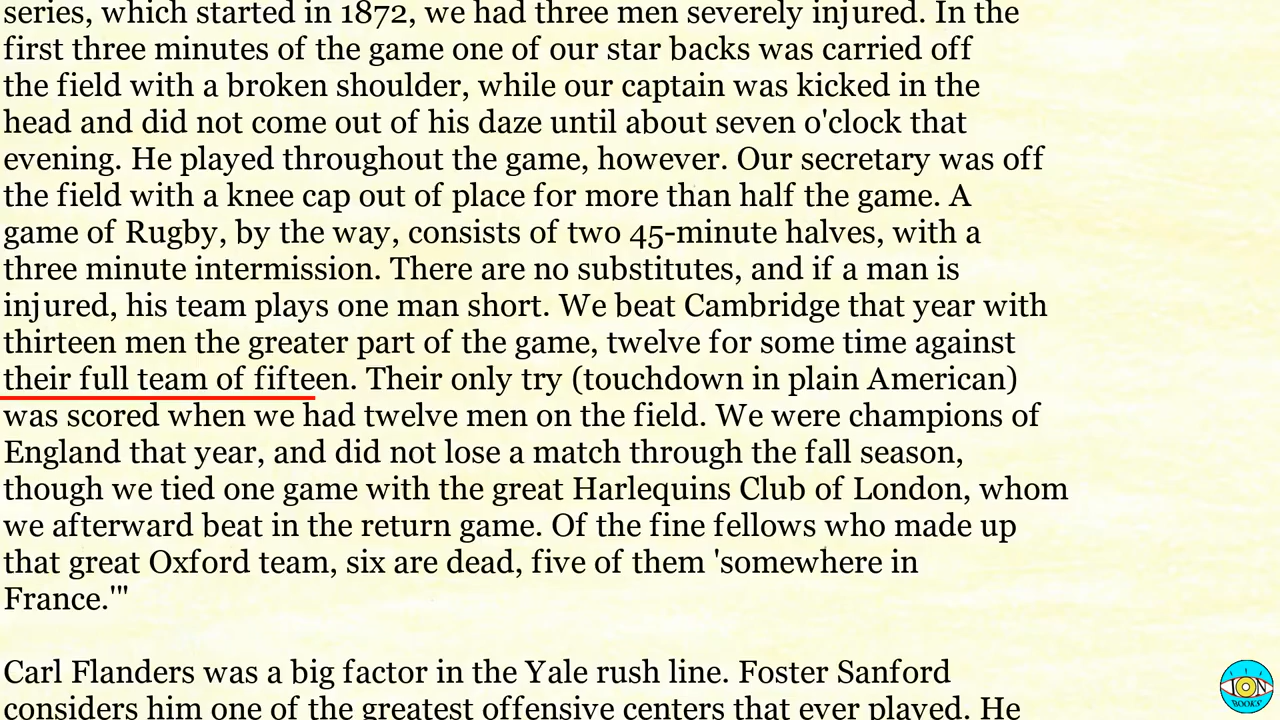 series, which started in 1872, we had three men severely injured. In the
first three minutes of the game one of our star backs was carried off
the field with a broken shoulder, while our captain was kicked in the
head and did not come out of his daze until about seven o'clock that
evening. He played throughout the game, however. Our secretary was off
the field with a knee cap out of place for more than half the game. A
game of Rugby, by the way, consists of two 45-minute halves, with a
three minute intermission. There are no substitutes, and if a man is
injured, his team plays one man short. We beat Cambridge that year with
thirteen men the greater part of the game, twelve for some time against
their full team of fifteen. Their only try (touchdown in plain American)
was scored when we had twelve men on the field. We were champions of
England that year, and did not lose a match through the fall season,
though we tied one game with the great Harlequins Club of London, whom
we afterward beat in the return game. Of the fine fellows who made up
that great Oxford team, six are dead, five of them 'somewhere in
France.'"
Carl Flanders was a big factor in the Yale rush line. Foster Sanford
considers him one of the greatest offensive centers that ever played. He
ION
BOOKS